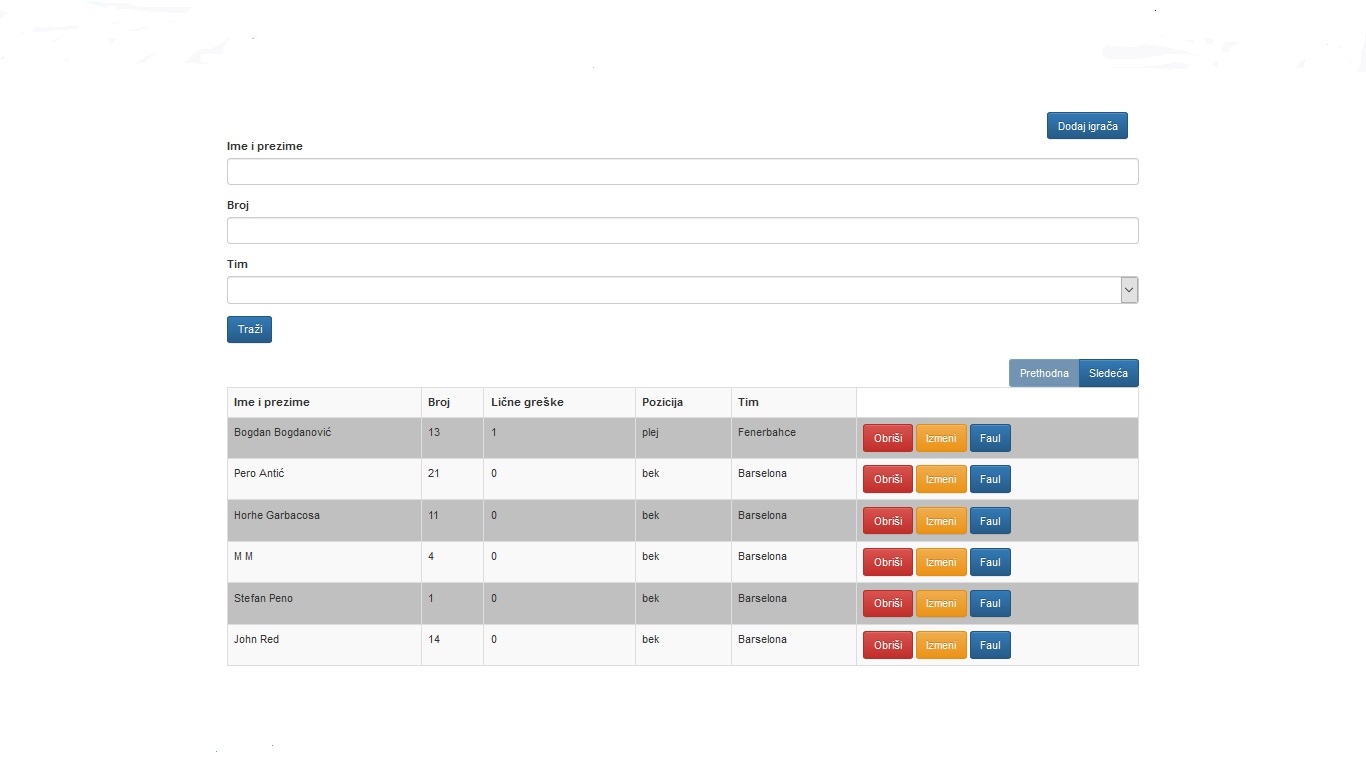 Dodaj igrača
Ime i prezime
Broj
Tim
Traži
Prethodna Sledeća
Ime i prezime Broj Lične greške Pozicija Tim
Bogdan Bogdanović 13 1 plej Fenerbahce Obriši Izmeni Faul
Pero Antić 21 0 bek Barselona Obriši Izmeni Faul
Horhe Garbacosa 11 0 bek Barselona Obriši Izmeni Faul
M M 4 0 bek Barselona Obriši Izmeni Faul
Stefan Peno 1 0 bek Barselona Obriši Izmeni Faul
John Red 14 0 bek Barselona Obriši Izmeni Faul